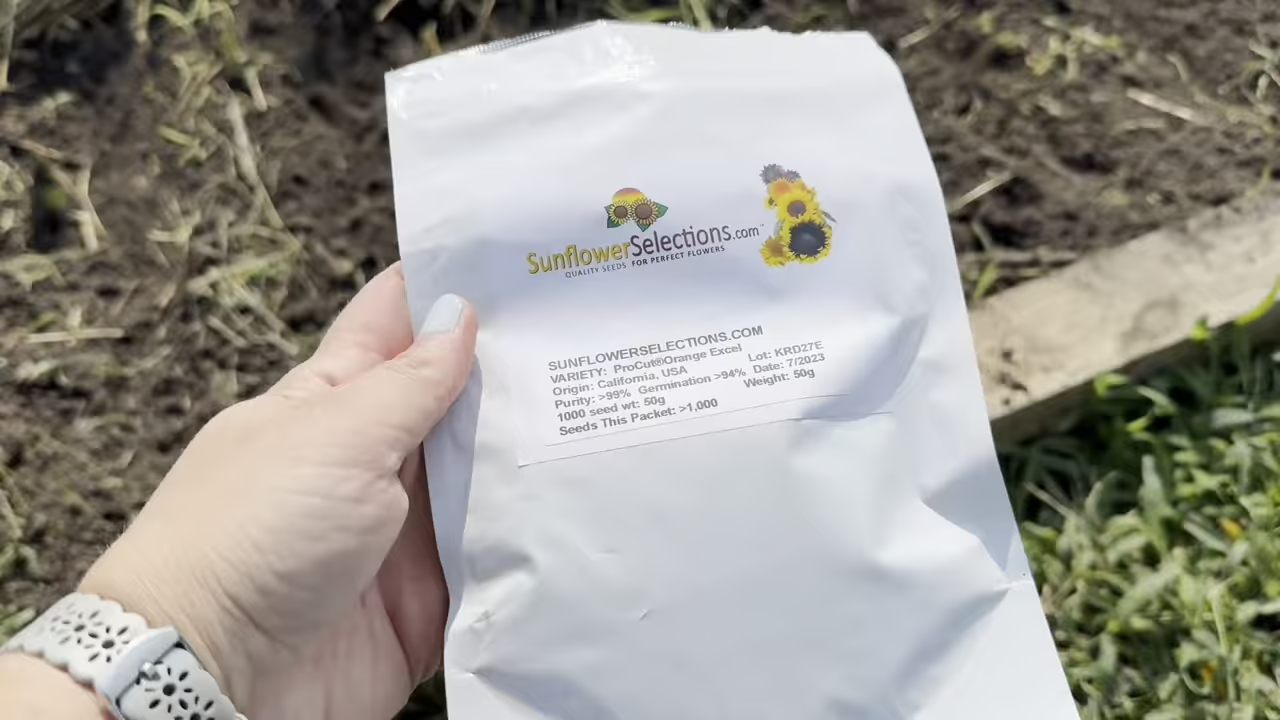 SunflowerSelections.com™
QUALITY SEEDS FOR PERFECT FLOWERS
SUNFLOWERSELECTIONS.COM
VARIETY: ProCut®Orange Excel
Origin: California, USA Lot: KRD27E
Purity: >99% Germination >94% Date: 7/2023
1000 seed wt: 50g Weight: 50g
Seeds This Packet: >1,000